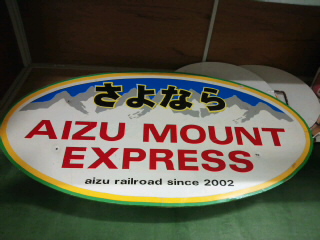 さよなら
AIZU MOUNT
EXPRESS
aizu railroad since 2002